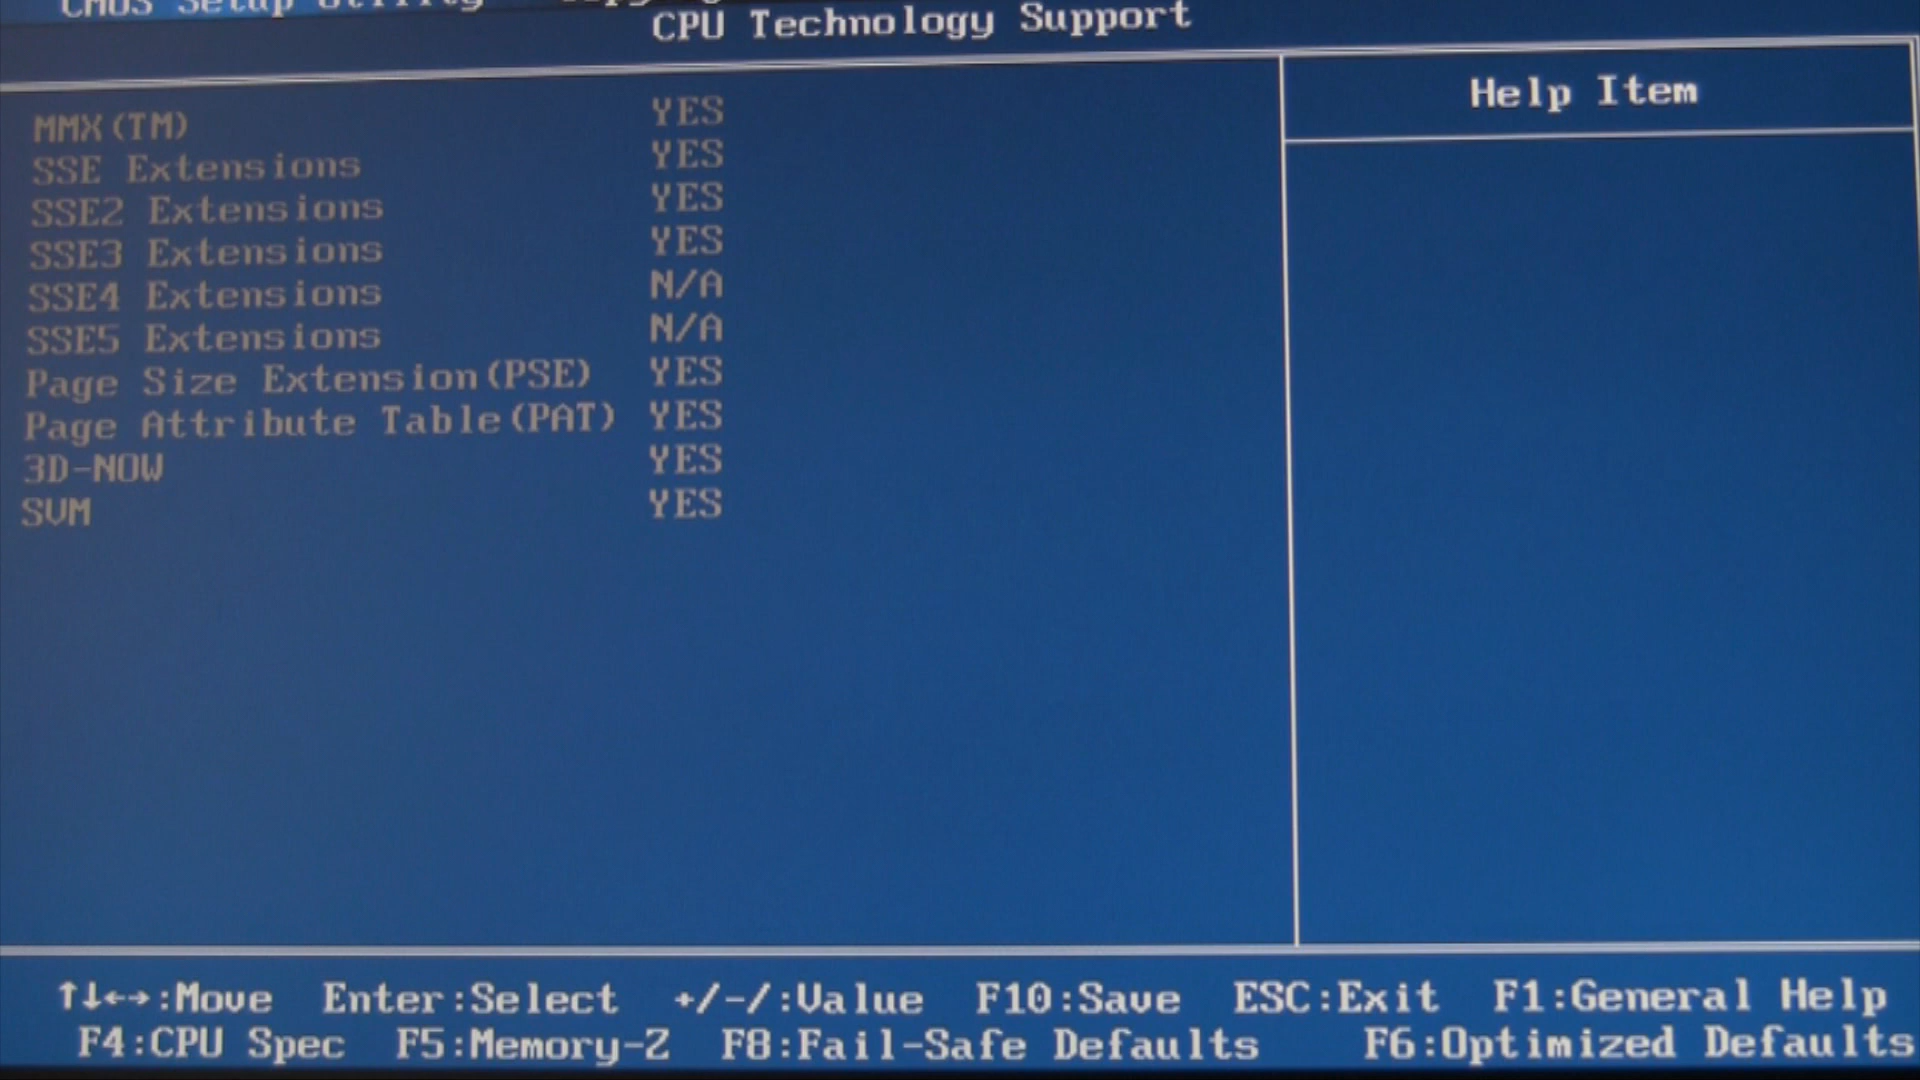 CMOS Setup Utility
CPU Technology Support
Help Item
MMX(TM) YES
SSE Extensions YES
SSE2 Extensions YES
SSE3 Extensions YES
SSE4 Extensions N/A
SSE5 Extensions N/A
Page Size Extension(PSE) YES
Page Attribute Table(PAT) YES
3D-NOW YES
SVM YES
↑↓←→:Move Enter:Select +/-/:Value F10:Save ESC:Exit F1:General Help
F4:CPU Spec F5:Memory-Z F8:Fail-Safe Defaults F6:Optimized Defaults